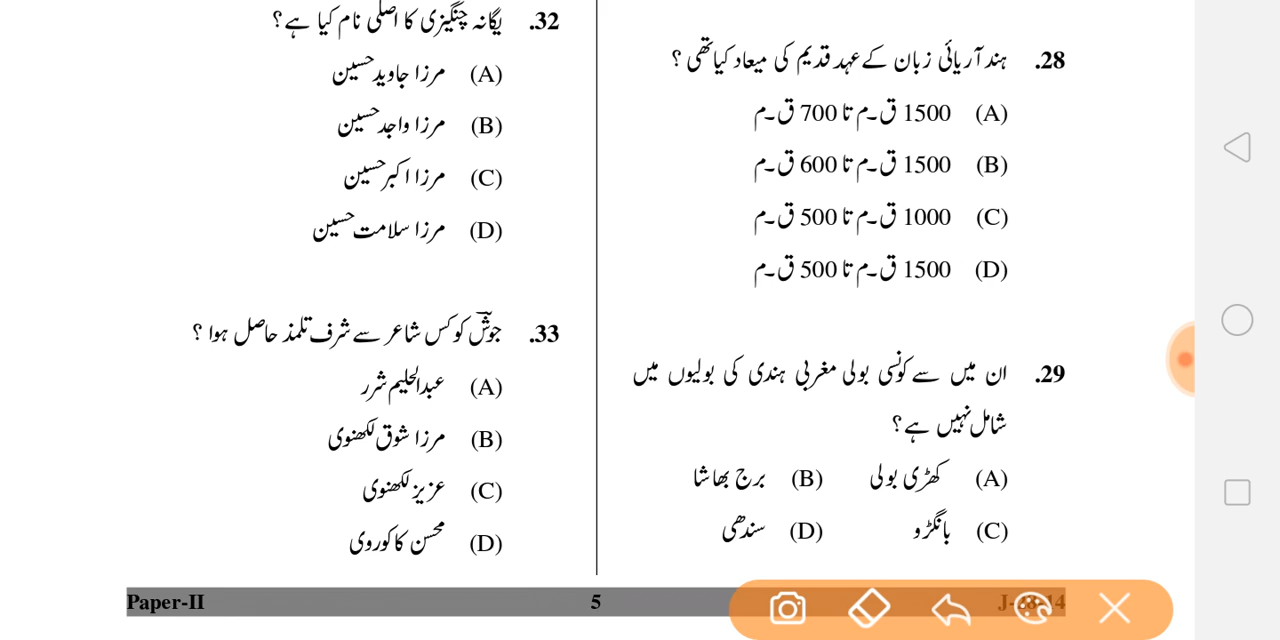 28. ہند آریائی زبان کے عہد قدیم کی میعاد کیا تھی ؟
(A) 1500 ق۔م تا 700 ق۔م
(B) 1500 ق۔م تا 600 ق۔م
(C) 1000 ق۔م تا 500 ق۔م
(D) 1500 ق۔م تا 500 ق۔م
29. ان میں سے کونسی بولی مغربی ہندی کی بولیوں میں
شامل نہیں ہے ؟
(A) کھڑی بولی (B) برج بھاشا
(C) بانگڑو (D) سندھی
32. یگانہ چنگیزی کا اصلی نام کیا ہے ؟
(A) مرزا جاوید حسین
(B) مرزا واجد حسین
(C) مرزا اکبر حسین
(D) مرزا سلامت حسین
33. جوشؔ کو کس شاعر سے شرف تلمذ حاصل ہوا ؟
(A) عبدالحلیم شرر
(B) مرزا شوق لکھنوی
(C) عزیز لکھنوی
(D) محسن کاکوروی
Paper-II 5 J-28-14